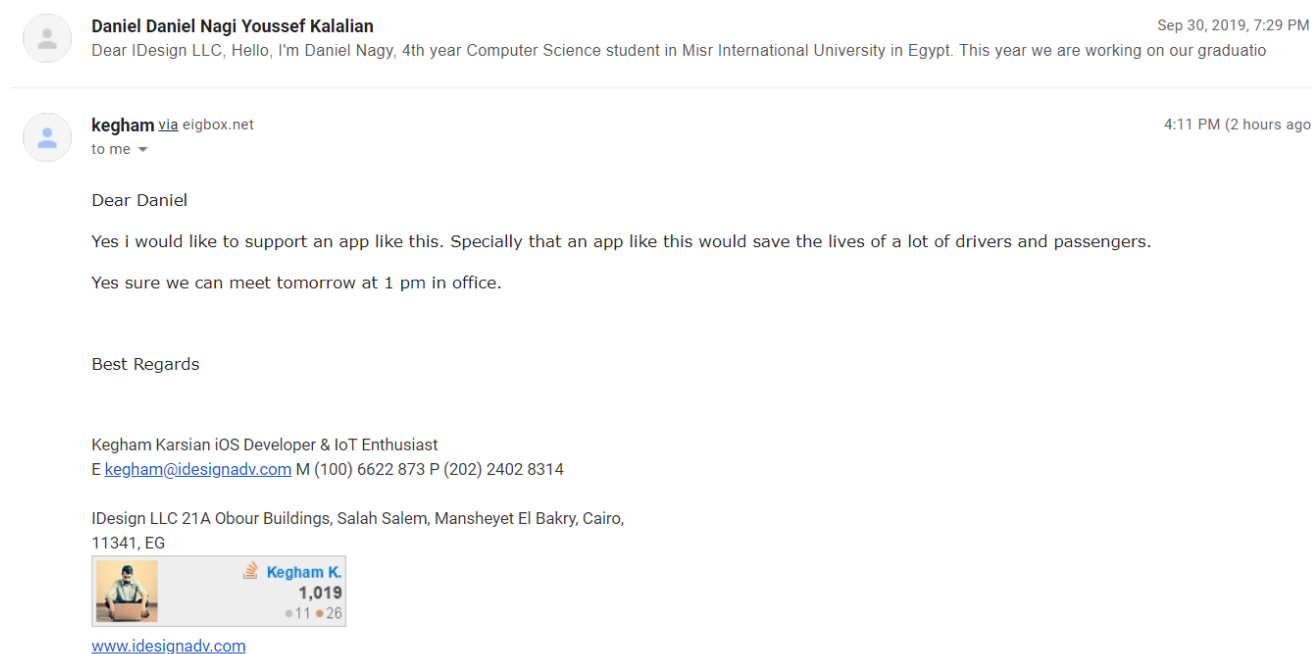 Daniel Daniel Nagi Youssef Kalalian
Sep 30, 2019, 7:29 PM
Dear IDesign LLC, Hello, I'm Daniel Nagy, 4th year Computer Science student in Misr International University in Egypt. This year we are working on our graduatio
kegham via eigbox.net
4:11 PM (2 hours ago
to me
Dear Daniel
Yes i would like to support an app like this. Specially that an app like this would save the lives of a lot of drivers and passengers.
Yes sure we can meet tomorrow at 1 pm in office.
Best Regards
Kegham Karsian iOS Developer & IoT Enthusiast
E kegham@idesignadv.com M (100) 6622 873 P (202) 2402 8314
IDesign LLC 21A Obour Buildings, Salah Salem, Mansheyet El Bakry, Cairo,
11341, EG
Kegham K.
1,019
11 26
www.idesignadv.com